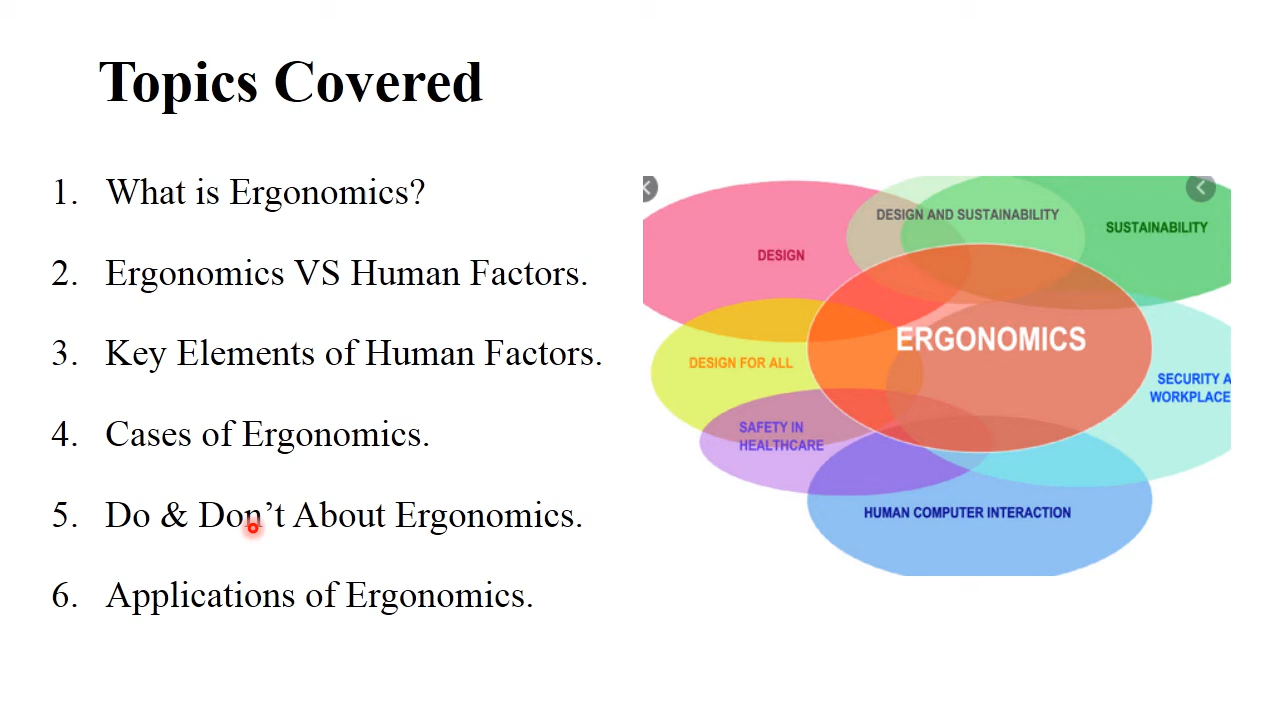 Topics Covered
1. What is Ergonomics?
2. Ergonomics VS Human Factors.
3. Key Elements of Human Factors.
4. Cases of Ergonomics.
5. Do & Don’t About Ergonomics.
6. Applications of Ergonomics.
DESIGN AND SUSTAINABILITY
SUSTAINABILITY
DESIGN
ERGONOMICS
DESIGN FOR ALL
SECURITY A
WORKPLACE
SAFETY IN
HEALTHCARE
HUMAN COMPUTER INTERACTION